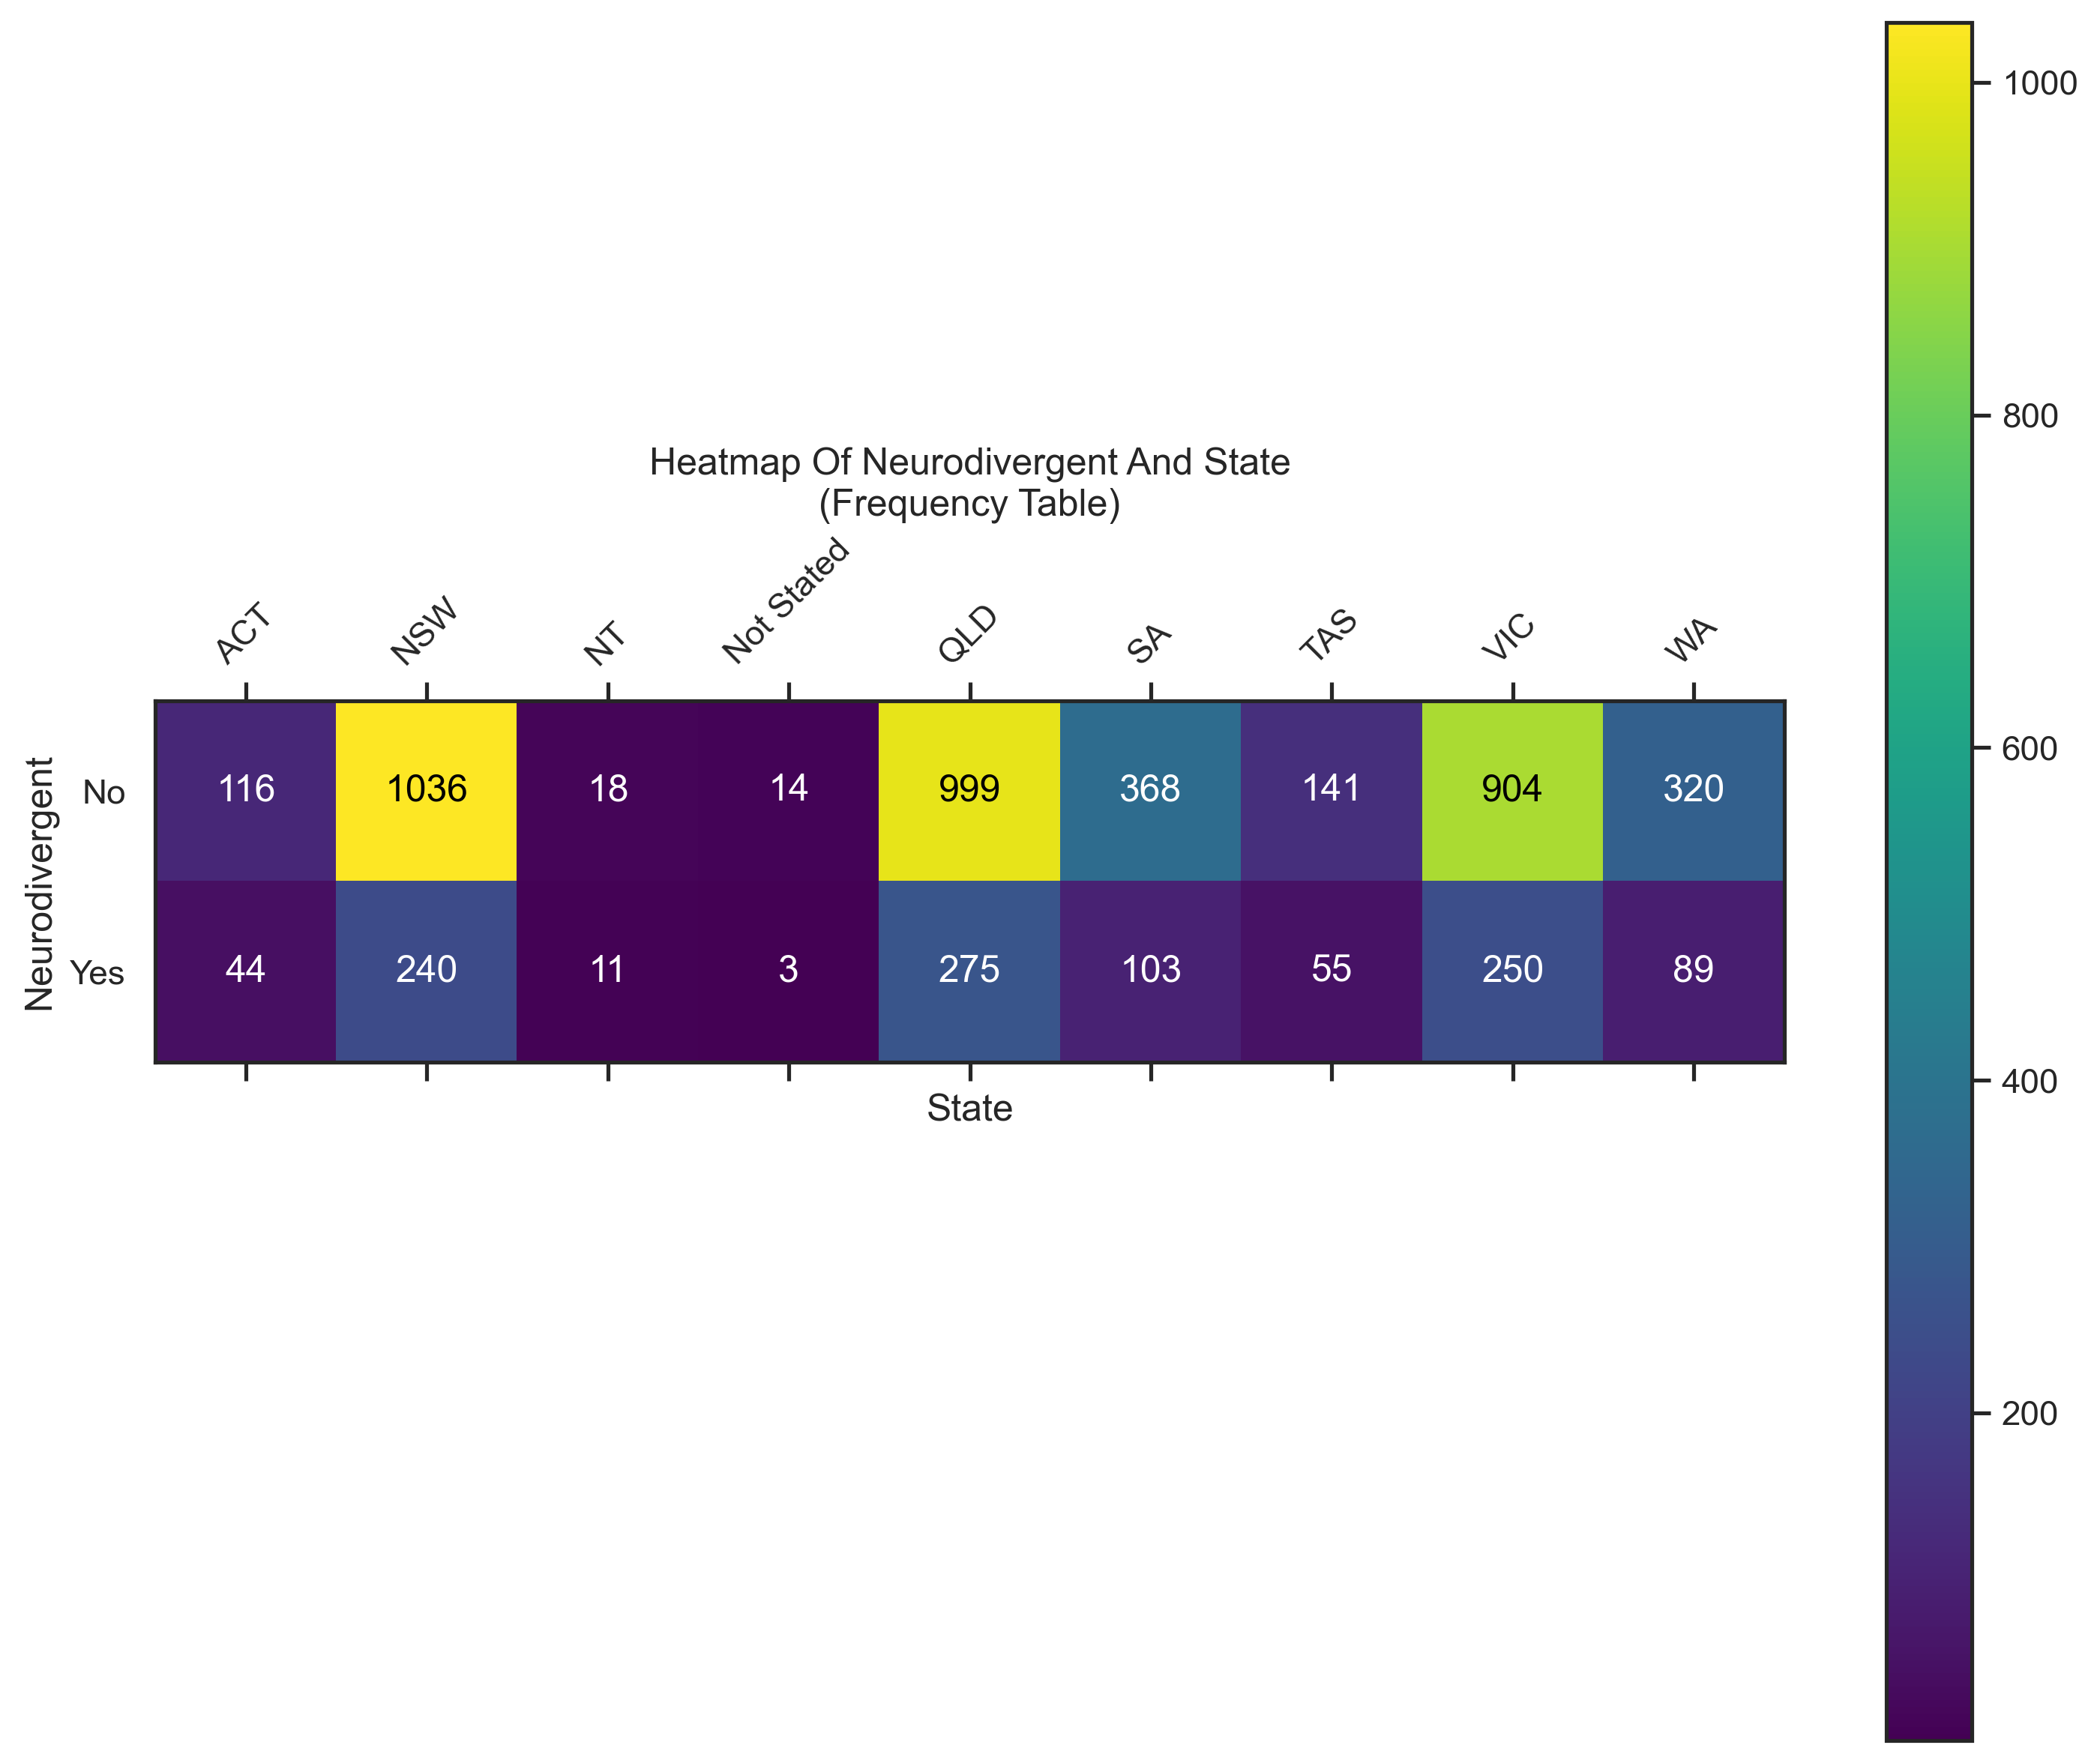 Heatmap Of Neurodivergent And State
(Frequency Table)
ACT NSW NT Not Stated QLD SA TAS VIC WA
Neurodivergent
No 116 1036 18 14 999 368 141 904 320
Yes 44 240 11 3 275 103 55 250 89
State
1000
800
600
400
200